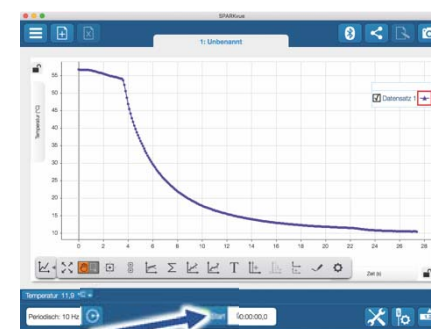 SPARKvue
1: Unbenannt
Temperatur (°C)
55
50
45
40
35
30
25
20
15
10
Datensatz 1
0 2 4 6 8 10 12 14 16 18 20 22 24 26 28
Σ T
Zeit (s)
Temperatur 11,9 °C
Periodisch: 10 Hz
Start
00:00:00,0